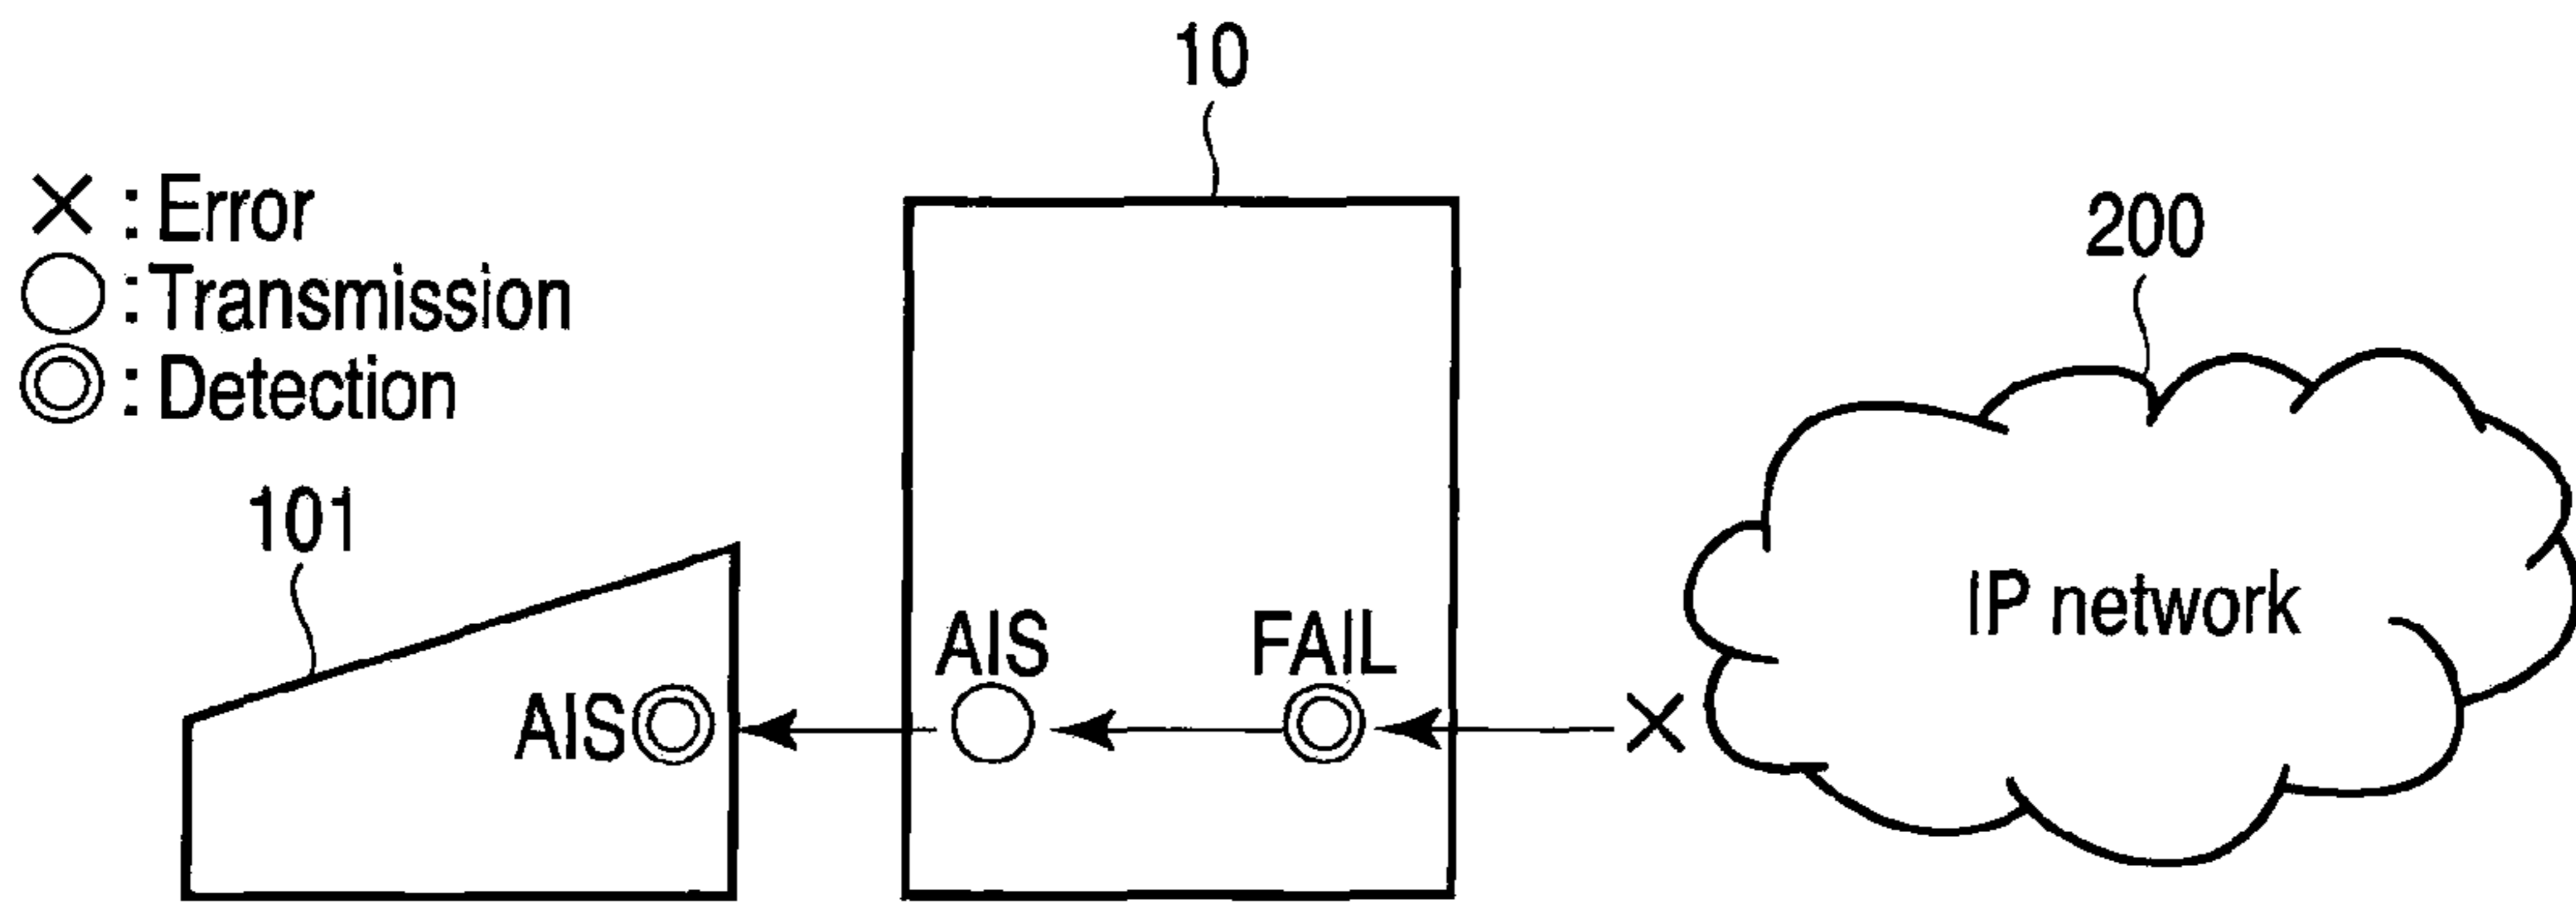 10
× : Error
: Transmission
: Detection
200
101
IP network
AIS
FAIL
AIS